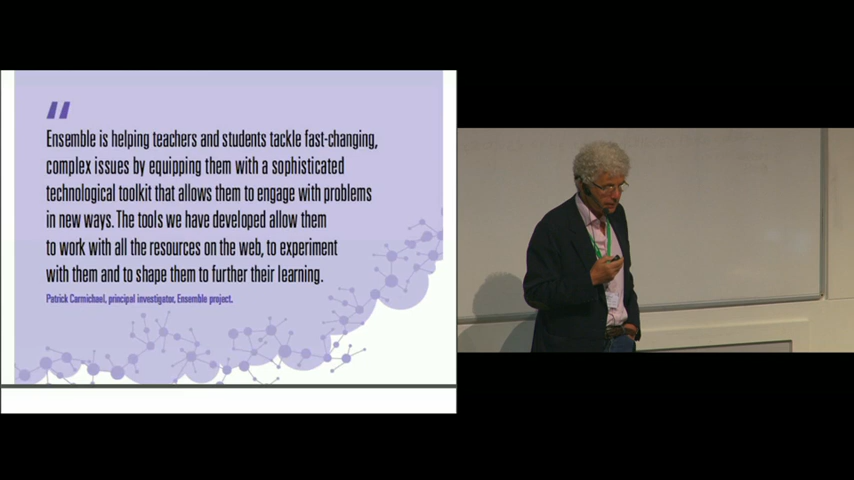 "
Ensemble is helping teachers and students tackle fast-changing,
complex issues by equipping them with a sophisticated
technological toolkit that allows them to engage with problems
in new ways. The tools we have developed allow them
to work with all the resources on the web, to experiment
with them and to shape them to further their learning.
Patrick Carmichael, principal investigator, Ensemble project.